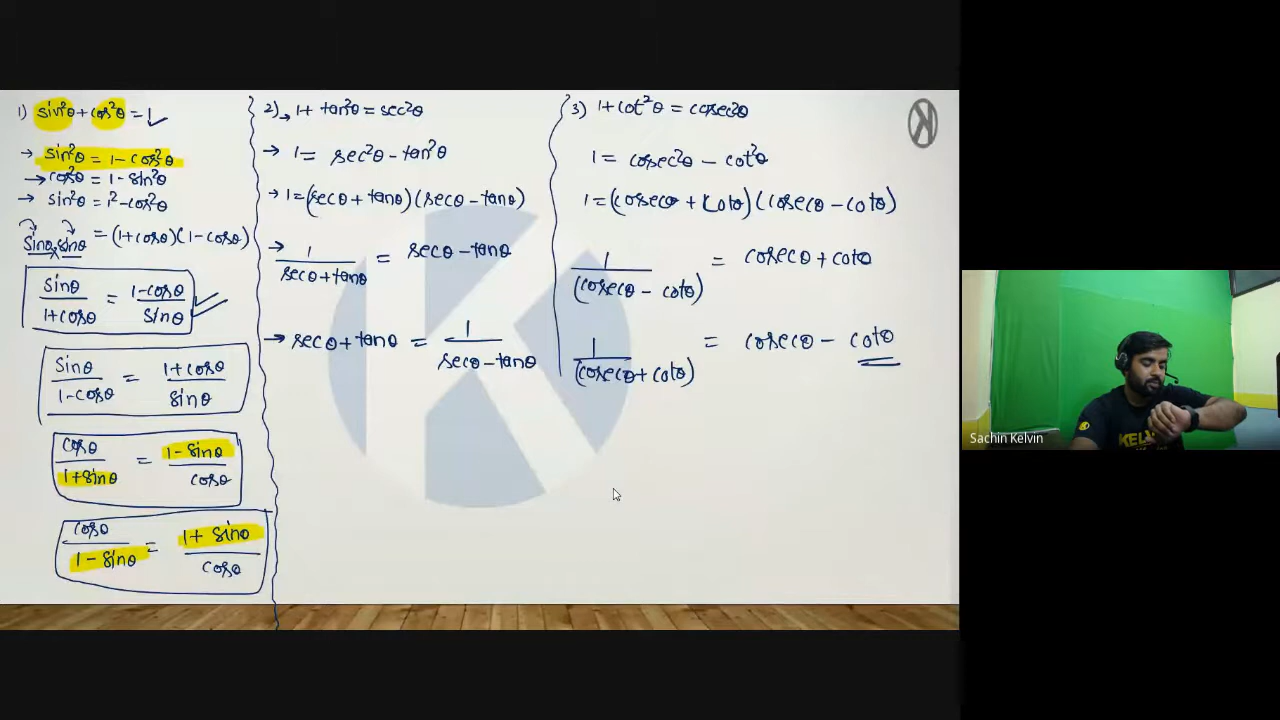 1) sin²θ + cos²θ = 1
→ sin²θ = 1 - cos²θ
→ cos²θ = 1 - sin²θ
→ sin²θ = 1² - cos²θ
sinθ × sinθ = (1+cosθ)(1-cosθ)
sinθ/1+cosθ = 1-cosθ/sinθ
sinθ/1-cosθ = 1+cosθ/sinθ
cosθ/1+sinθ = 1-sinθ/cosθ
cosθ/1-sinθ = 1+sinθ/cosθ
2) → 1+ tan²θ = sec²θ
→ 1 = sec²θ - tan²θ
→ 1 = (secθ + tanθ)(secθ - tanθ)
→ 1/secθ+tanθ = secθ - tanθ
→ secθ + tanθ = 1/secθ - tanθ
3) 1 + cot²θ = cosec²θ
1 = cosec²θ - cot²θ
1 = (cosecθ + cotθ)(cosecθ - cotθ)
1/(cosecθ - cotθ) = cosecθ + cotθ
1/(cosecθ + cotθ) = cosecθ - cotθ
KEL
Sachin Kelvin